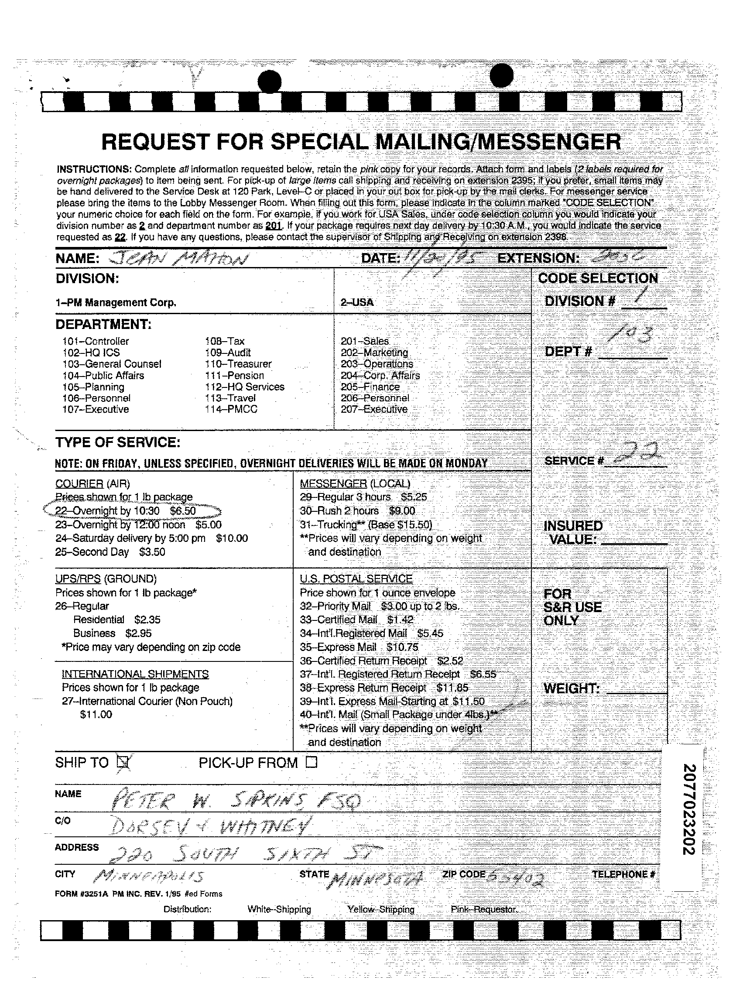 REQUEST FOR SPECIAL MAILING/MESSENGER
INSTRUCTIONS: Complete all information requested below, retain the pink copy for your records. Attach form and labels (2 labels required for
overnight packages) to item being sent. For pick-up of large items call shipping and receiving on extension 2395; if you prefer, small items may
be hand delivered to the Service Desk at 120 Park, Level-C or placed in your out box for pick-up by the mail clerks. For messenger service
please bring the items to the Lobby Messenger Room. When filling out this form, please indicate in the column marked "CODE SELECTION"
your numeric choice for each field on the form. For example, if you work for USA Sales, under code selection column you would indicate your
division number as 2 and department number as 201. If your package requires next day delivery by 10:30 A.M., you would indicate the service
requested as 22. If you have any questions, please contact the supervisor of Shipping and Receiving on extension 2398.
NAME: JEAN MAHON DATE: 11/20/95 EXTENSION:
DIVISION: CODE SELECTION
1–PM Management Corp. 2–USA DIVISION # 1
DEPARTMENT:
101–Controller 108–Tax 201–Sales
102–HQ ICS 109–Audit 202–Marketing DEPT # 103
103–General Counsel 110–Treasurer 203–Operations
104–Public Affairs 111–Pension 204–Corp. Affairs
105–Planning 112–HQ Services 205–Finance
106–Personnel 113–Travel 206–Personnel
107–Executive 114–PMCC 207–Executive
TYPE OF SERVICE:
NOTE: ON FRIDAY, UNLESS SPECIFIED, OVERNIGHT DELIVERIES WILL BE MADE ON MONDAY SERVICE # 22
COURIER (AIR) MESSENGER (LOCAL)
Prices shown for 1 lb package 29–Regular 3 hours $5.25
22–Overnight by 10:30 $6.50 30–Rush 2 hours $9.00
23–Overnight by 12:00 noon $5.00 31–Trucking** (Base $15.50) INSURED
24–Saturday delivery by 5:00 pm $10.00 **Prices will vary depending on weight VALUE:
25–Second Day $3.50 and destination
UPS/RPS (GROUND) U.S. POSTAL SERVICE
Prices shown for 1 lb package* Price shown for 1 ounce envelope FOR
26–Regular 32–Priority Mail $3.00 up to 2 lbs. S&R USE
Residential $2.35 33–Certified Mail $1.42 ONLY
Business $2.95 34–Int'l.Registered Mail $5.45
*Price may vary depending on zip code 35–Express Mail $10.75
36–Certified Return Receipt $2.52
INTERNATIONAL SHIPMENTS 37–Int'l. Registered Return Receipt $6.55
Prices shown for 1 lb package 38–Express Return Receipt $11.85 WEIGHT:
27–International Courier (Non Pouch) 39–Int'l. Express Mail-Starting at $11.50
$11.00 40–Int'l. Mail (Small Package under 4lbs.)**
**Prices will vary depending on weight
and destination
SHIP TO ☒ PICK-UP FROM ☐
NAME PETER W. SIPKINS ESQ
C/O DORSEY & WHITNEY
ADDRESS 220 SOUTH SIXTH ST
CITY MINNEAPOLIS STATE MINNESOTA ZIP CODE 55402 TELEPHONE #
FORM #3251A PM INC. REV. 1/95 #ed Forms
Distribution: White–Shipping Yellow–Shipping Pink–Requestor.
2077023202